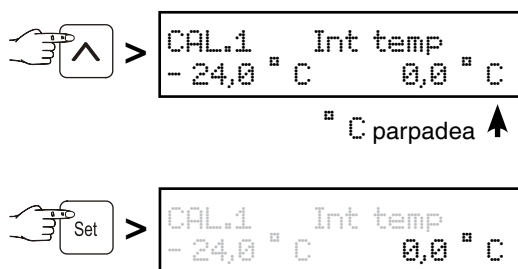 > CAL.1 Int temp
- 24,0 ° C 0,0 ° C
° C parpadea
Set > CAL.1 Int temp
- 24,0 ° C 0,0 ° C